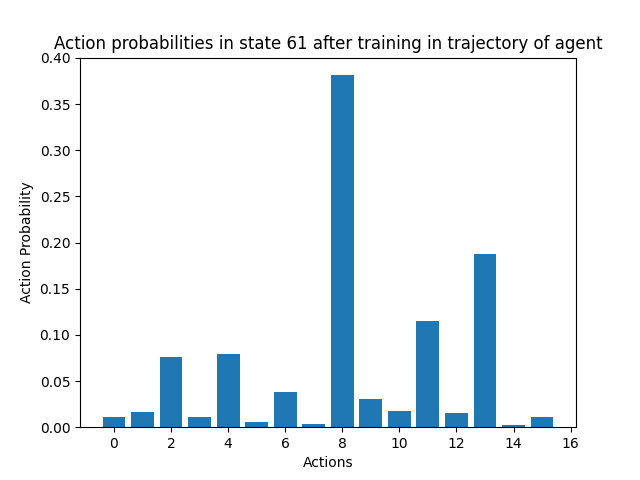 Action probabilities in state 61 after training in trajectory of agent
0.40
0.35
0.30
0.25
0.20
0.15
0.10
0.05
0.00
Action Probability
0 2 4 6 8 10 12 14 16
Actions